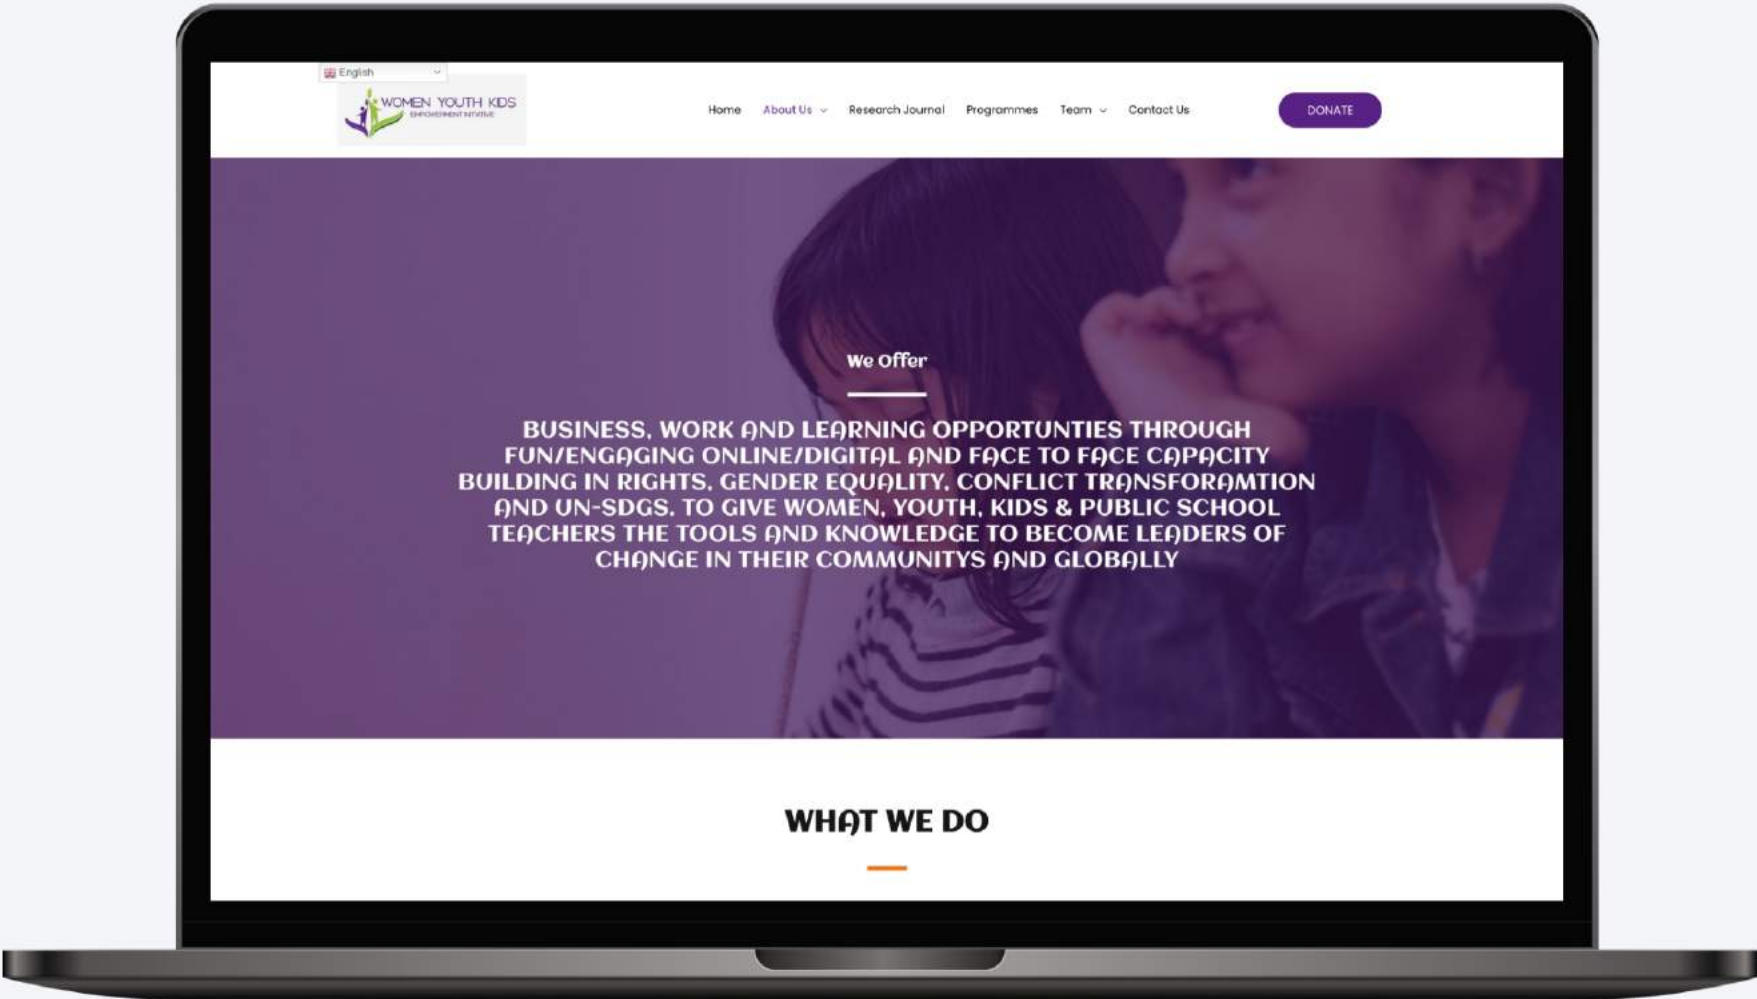 English
WOMEN YOUTH KIDS
EMPOWERMENT INITIATIVE
Home About Us Research Journal Programmes Team Contact Us
DONATE
We Offer
BUSINESS, WORK AND LEARNING OPPORTUNTIES THROUGH
FUN/ENGAGING ONLINE/DIGITAL AND FACE TO FACE CAPACITY
BUILDING IN RIGHTS, GENDER EQUALITY, CONFLICT TRANSFORAMTION
AND UN-SDGS. TO GIVE WOMEN, YOUTH, KIDS & PUBLIC SCHOOL
TEACHERS THE TOOLS AND KNOWLEDGE TO BECOME LEADERS OF
CHANGE IN THEIR COMMUNITYS AND GLOBALLY
WHAT WE DO